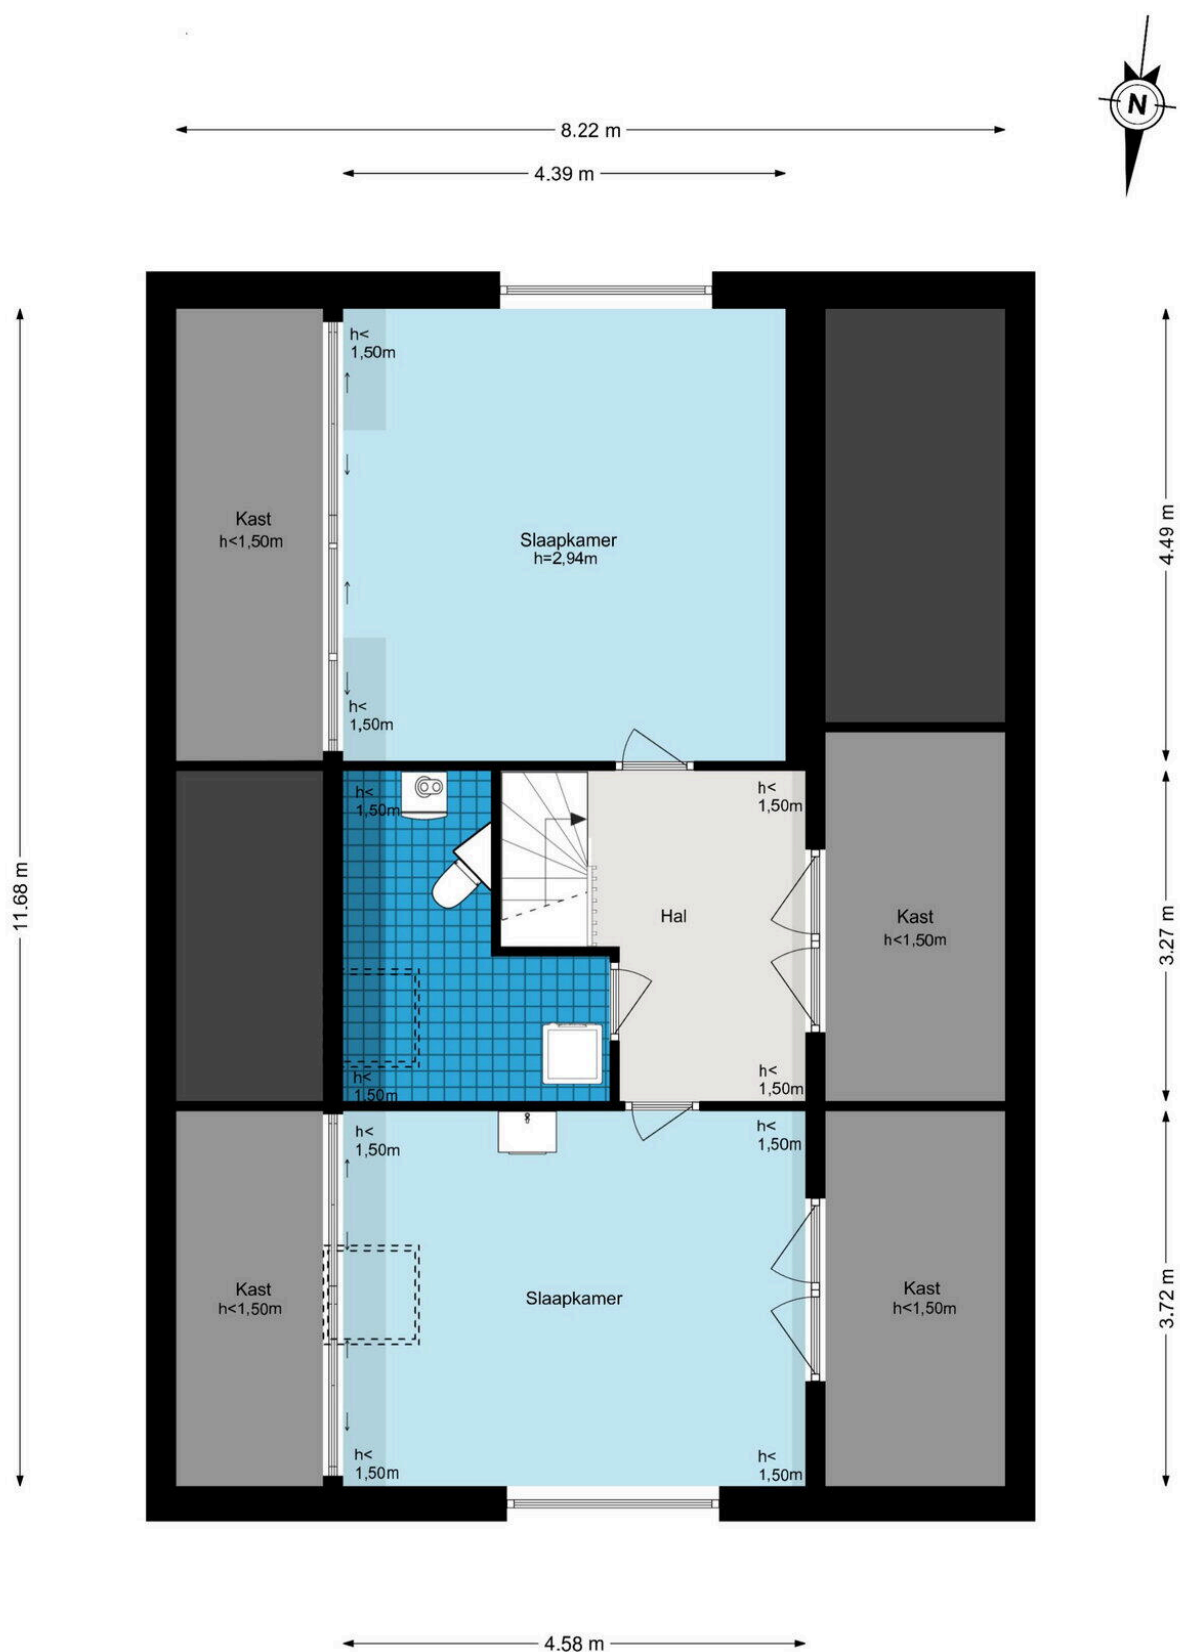 N
8.22 m
4.39 m
h<
1,50m
4.49 m
Kast
h<1,50m
Slaapkamer
h=2,94m
h<
1,50m
h<
1,50m
h<
1,50m
11.68 m
Hal
Kast
h<1,50m
3.27 m
h<
1,50m
h<
1,50m
h<
1,50m
h<
1,50m
Kast
h<1,50m
Slaapkamer
Kast
h<1,50m
3.72 m
h<
1,50m
h<
1,50m
4.58 m